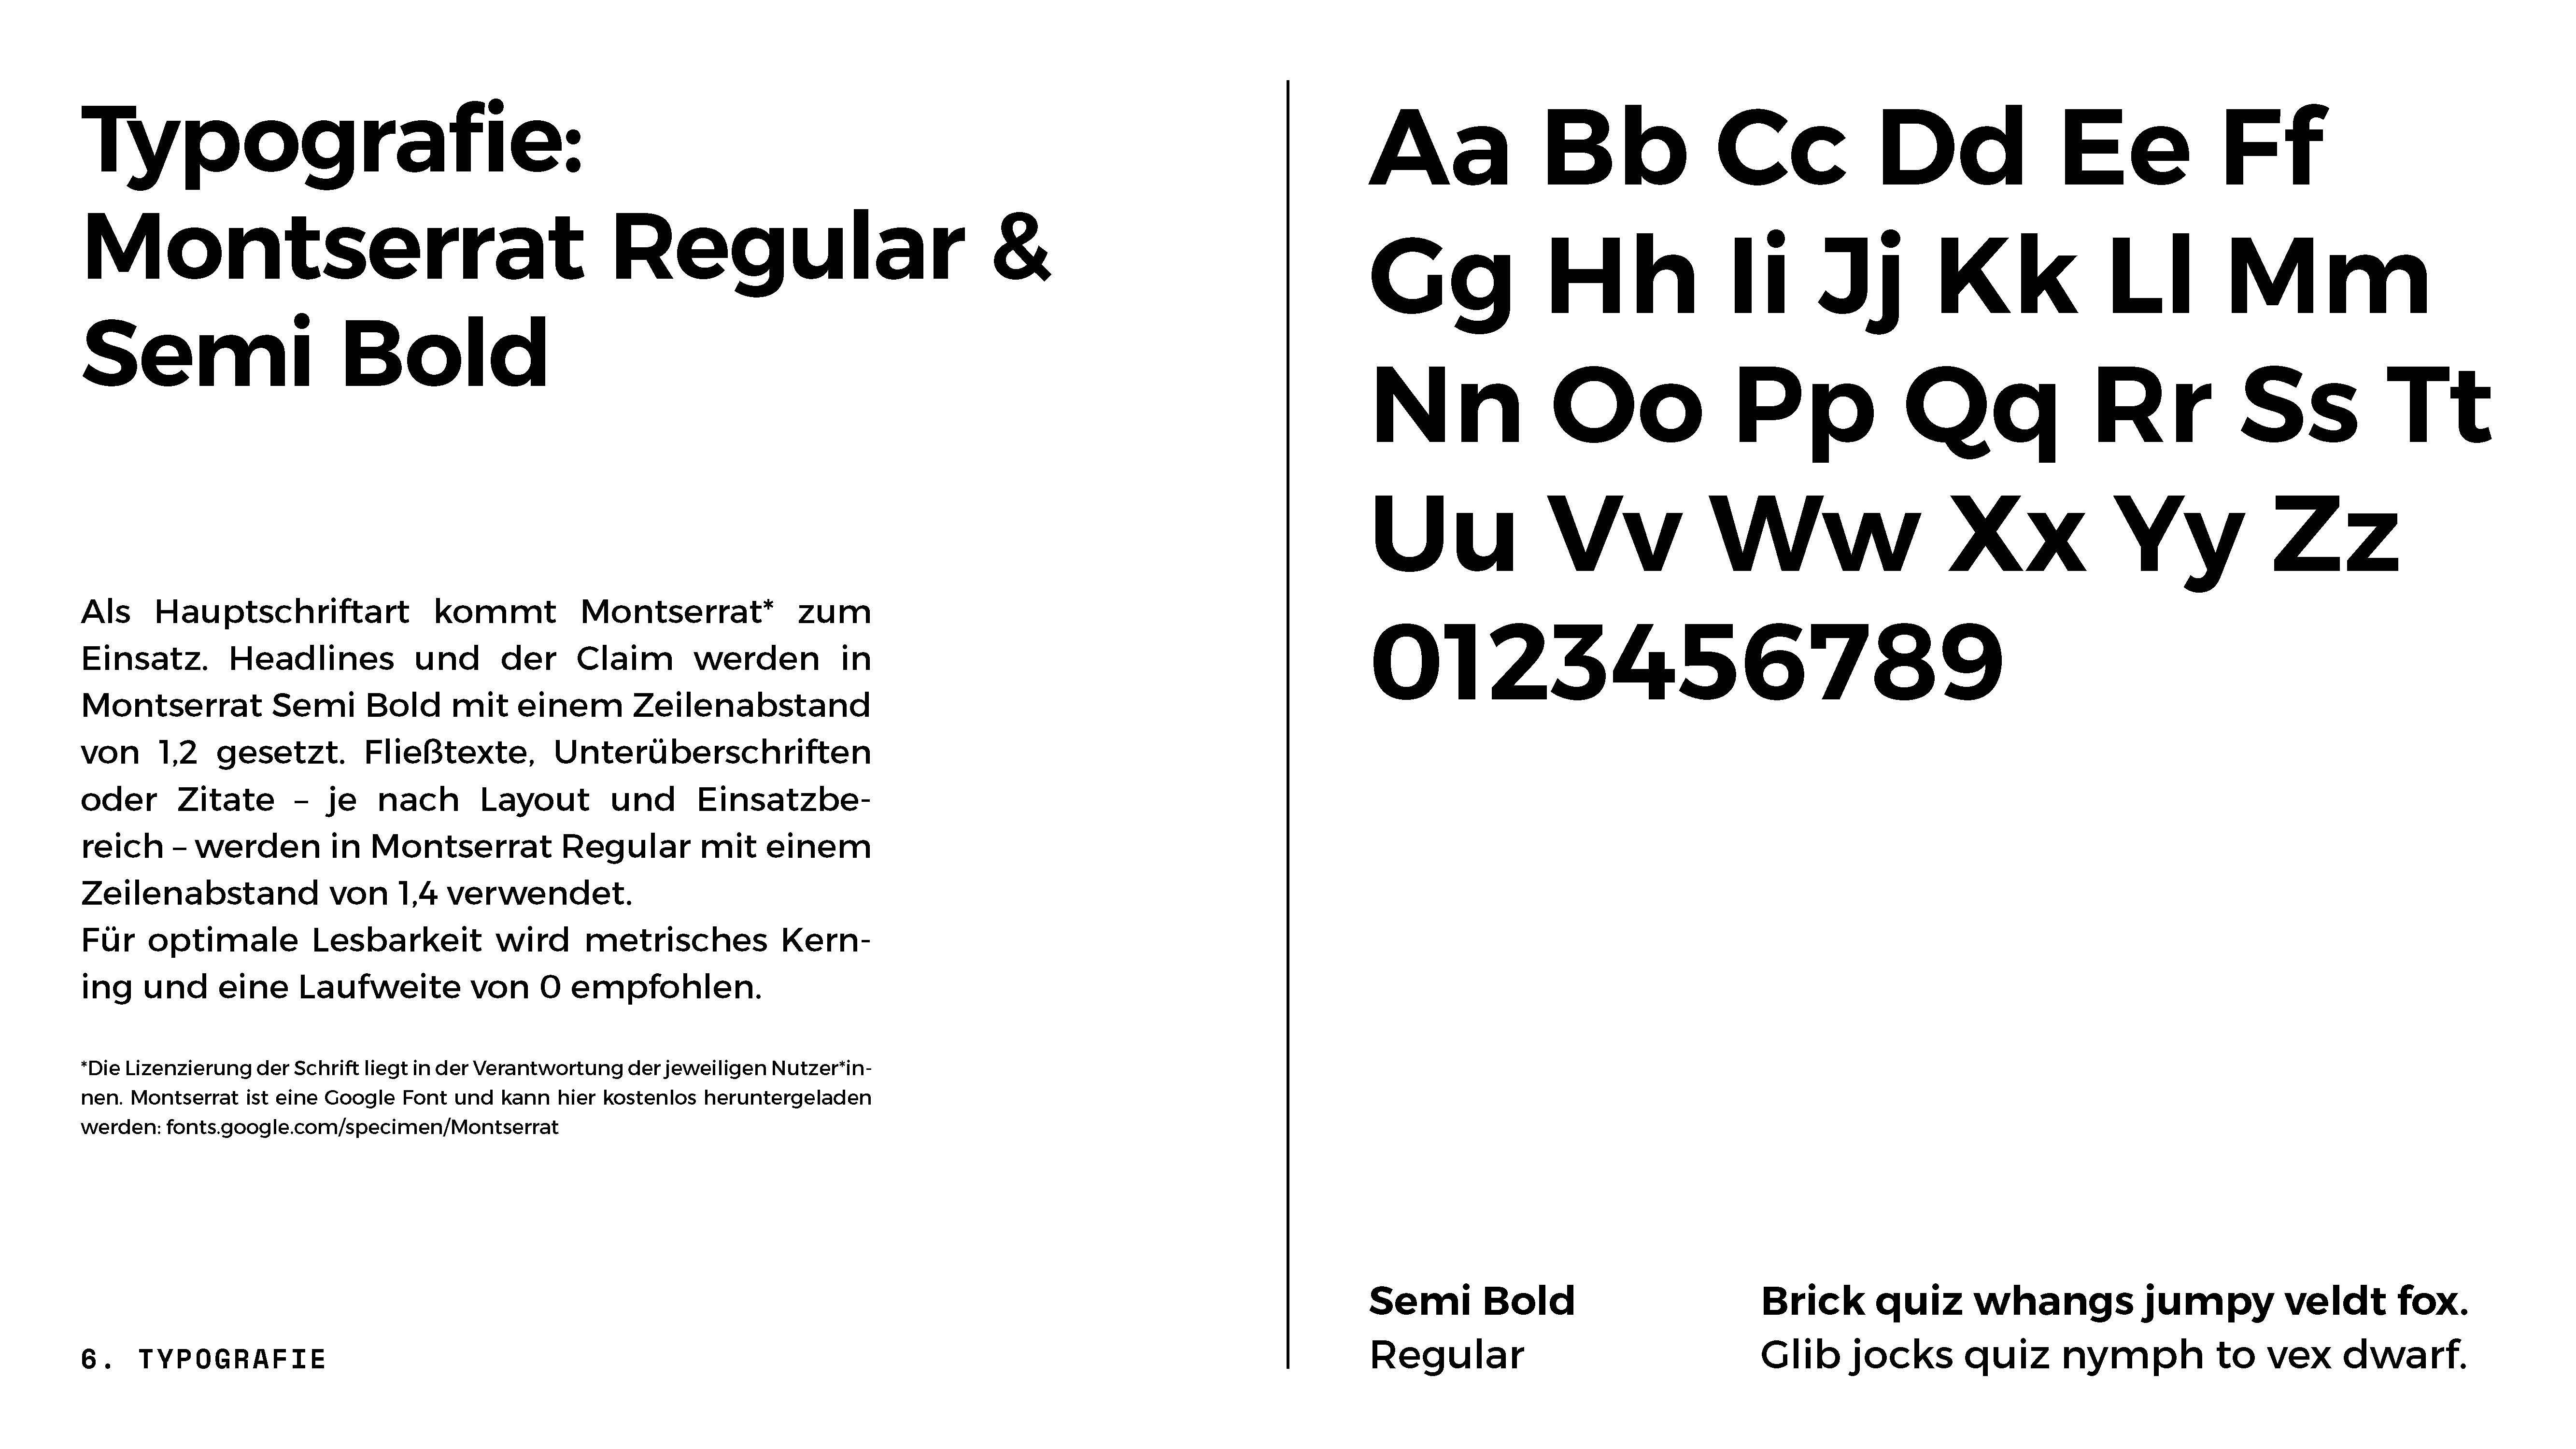 Typografie:
Montserrat Regular &
Semi Bold
Als Hauptschriftart kommt Montserrat* zum
Einsatz. Headlines und der Claim werden in
Montserrat Semi Bold mit einem Zeilenabstand
von 1,2 gesetzt. Fließtexte, Unterüberschriften
oder Zitate – je nach Layout und Einsatzbe-
reich – werden in Montserrat Regular mit einem
Zeilenabstand von 1,4 verwendet.
Für optimale Lesbarkeit wird metrisches Kern-
ing und eine Laufweite von 0 empfohlen.
*Die Lizenzierung der Schrift liegt in der Verantwortung der jeweiligen Nutzer*in-
nen. Montserrat ist eine Google Font und kann hier kostenlos heruntergeladen
werden: fonts.google.com/specimen/Montserrat
6. TYPOGRAFIE
Aa Bb Cc Dd Ee Ff
Gg Hh Ii Jj Kk Ll Mm
Nn Oo Pp Qq Rr Ss Tt
Uu Vv Ww Xx Yy Zz
0123456789
Semi Bold Brick quiz whangs jumpy veldt fox.
Regular Glib jocks quiz nymph to vex dwarf.